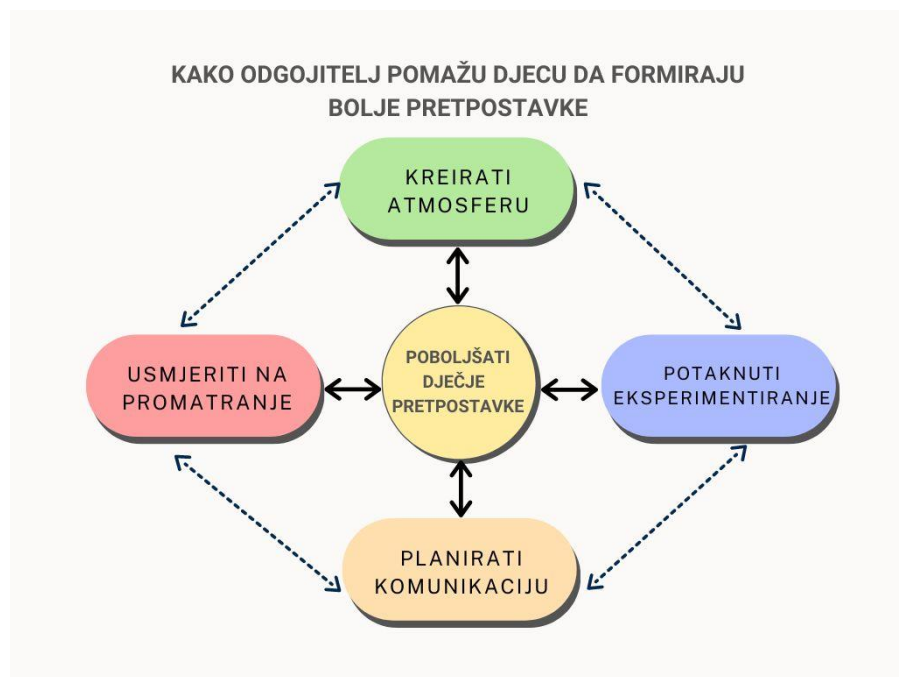 KAKO ODGOJITELJ POMAŽU DJECU DA FORMIRAJU
BOLJE PRETPOSTAVKE
KREIRATI
ATMOSFERU
USMJERITI NA
PROMATRANJE
POBOLJŠATI
DJEČJE
PRETPOSTAVKE
POTAKNUTI
EKSPERIMENTIRANJE
PLANIRATI
KOMUNIKACIJU